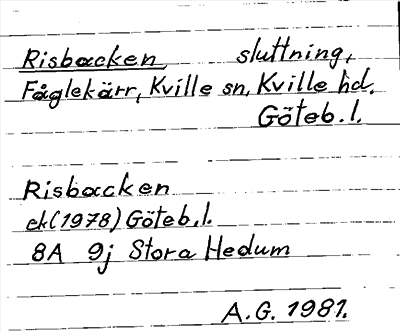 Risbacken, sluttning,
Fåglekärr, Kville sn, Kville hd.
Göteb. l.
Risbacken
ek (1978) Göteb. l.
8A 9j Stora Hedum
A.G. 1981.